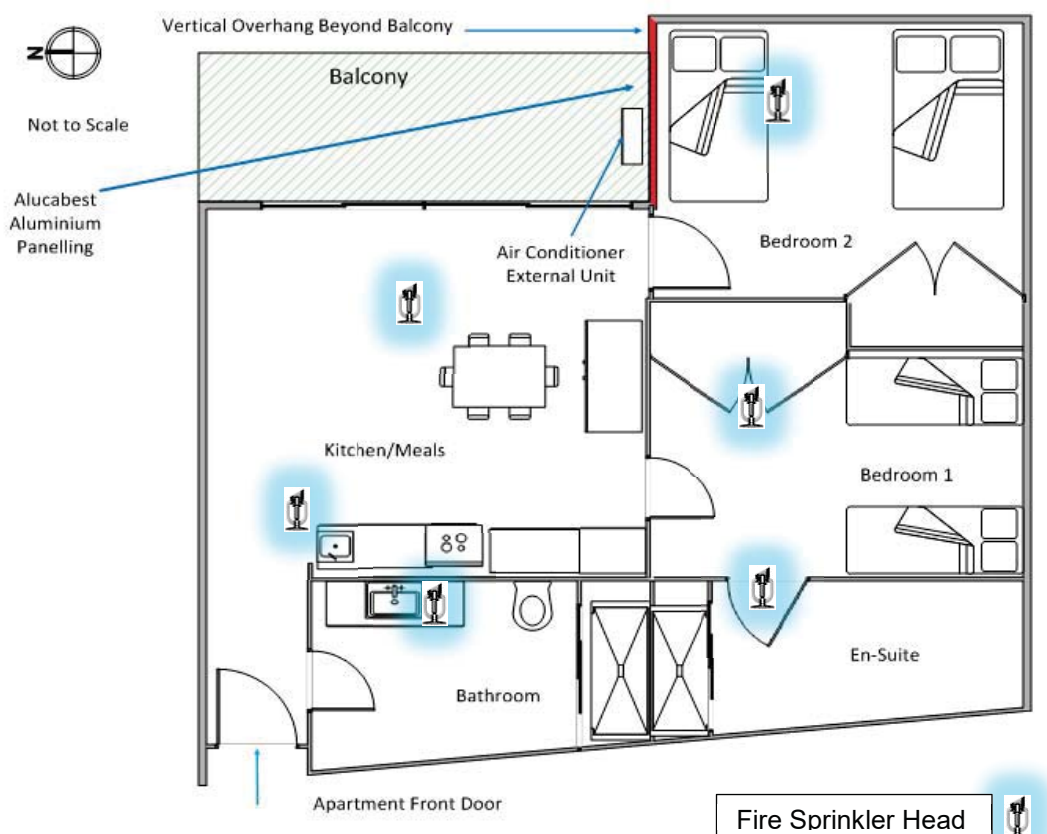 Vertical Overhang Beyond Balcony
N
Balcony
Not to Scale
Alucabest
Aluminium
Panelling
Air Conditioner
External Unit
Bedroom 2
Kitchen/Meals
Bedroom 1
En-Suite
Bathroom
Apartment Front Door
Fire Sprinkler Head